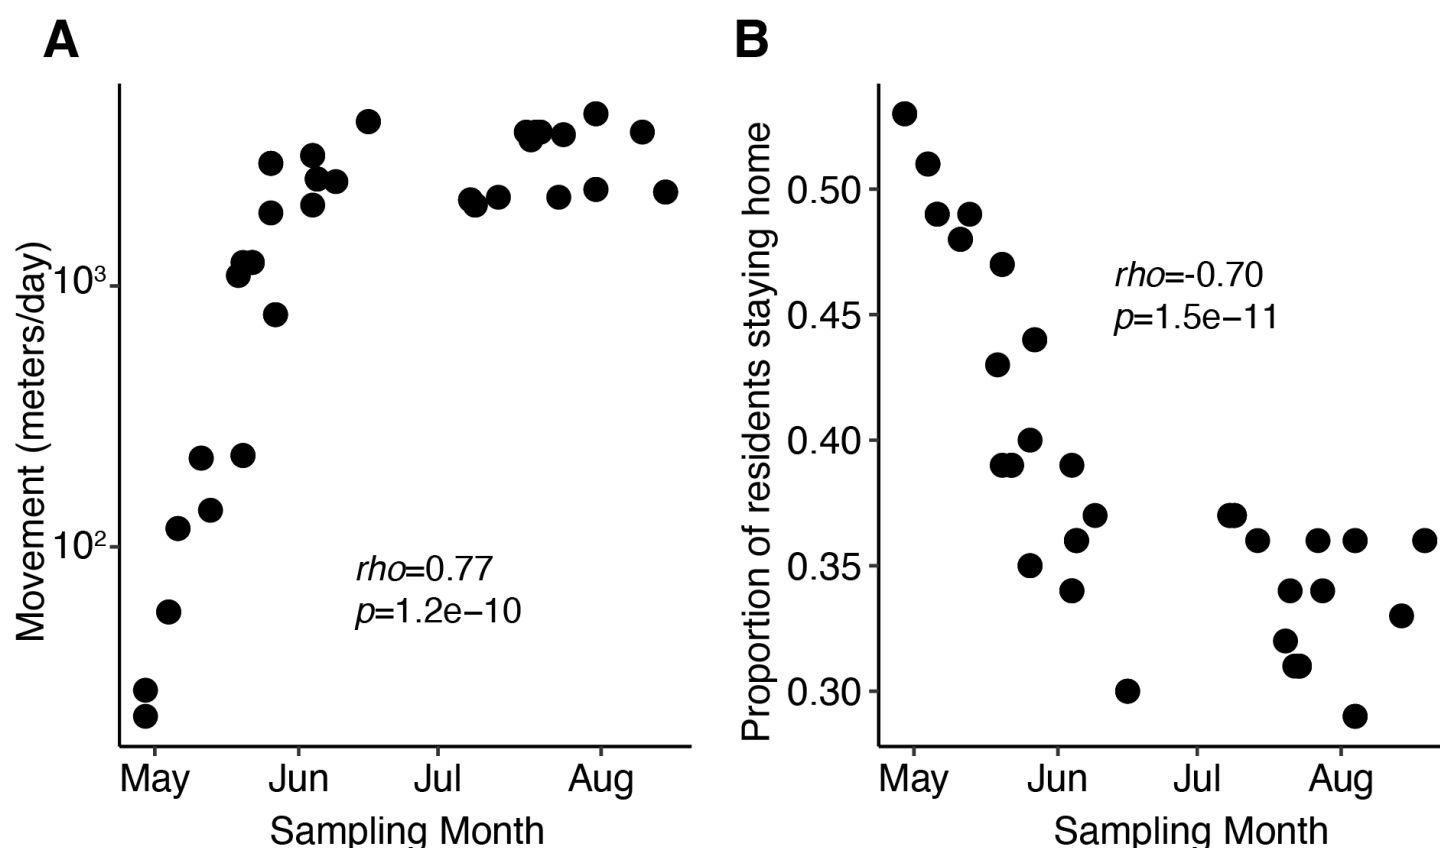 A
Movement (meters/day)
10³
10²
rho=0.77
p=1.2e−10
May Jun Jul Aug
Sampling Month
B
Proportion of residents staying home
0.50
0.45
0.40
0.35
0.30
rho=-0.70
p=1.5e−11
May Jun Jul Aug
Sampling Month